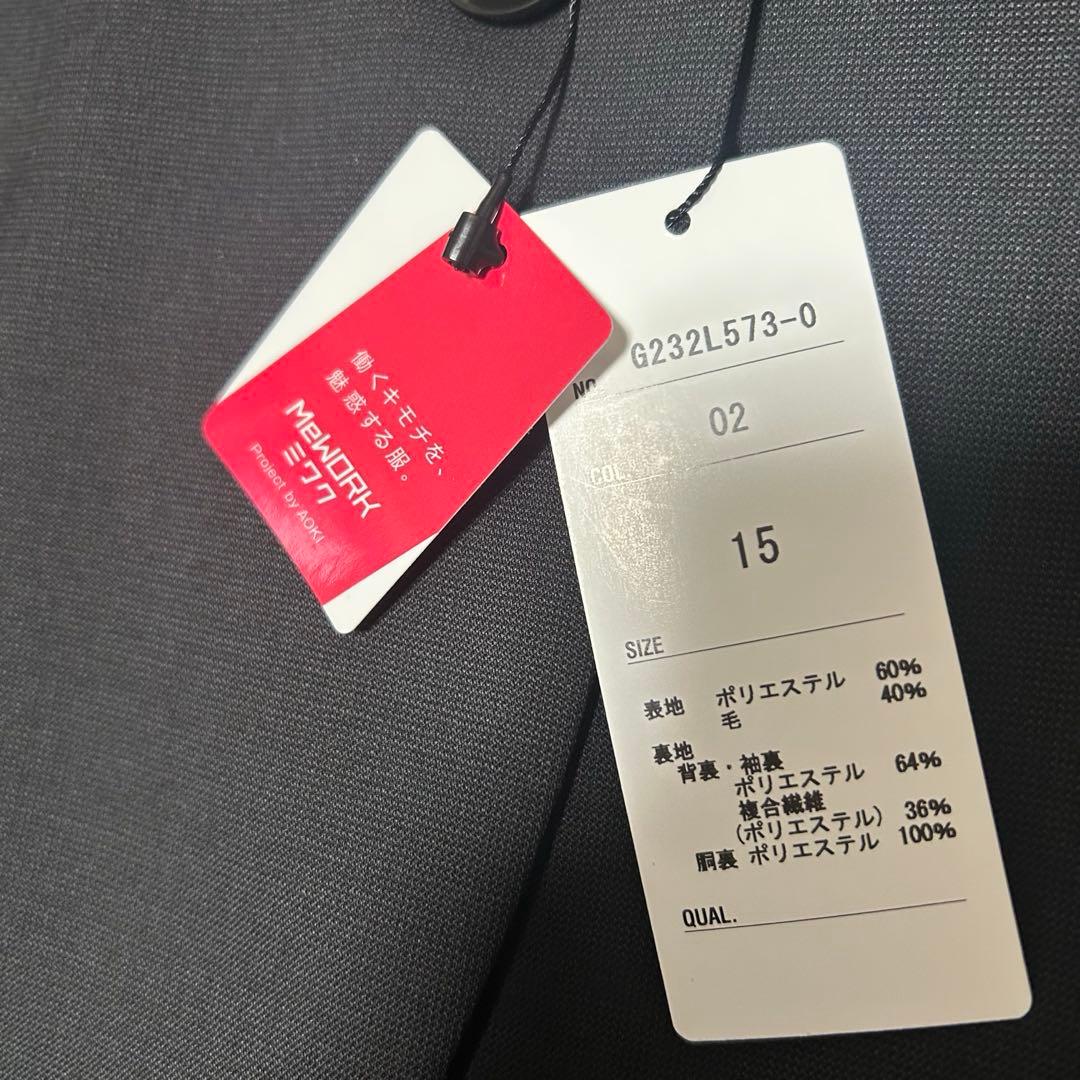 働くキモチを、
魅惑する服。
MeWORK
ミワク
Project by AOKI
G232L573-0
NO
02
COL
15
SIZE
表地 ポリエステル 60%
毛 40%
裏地
背裏・袖裏
ポリエステル 64%
複合繊維
(ポリエステル) 36%
胴裏 ポリエステル 100%
QUAL.